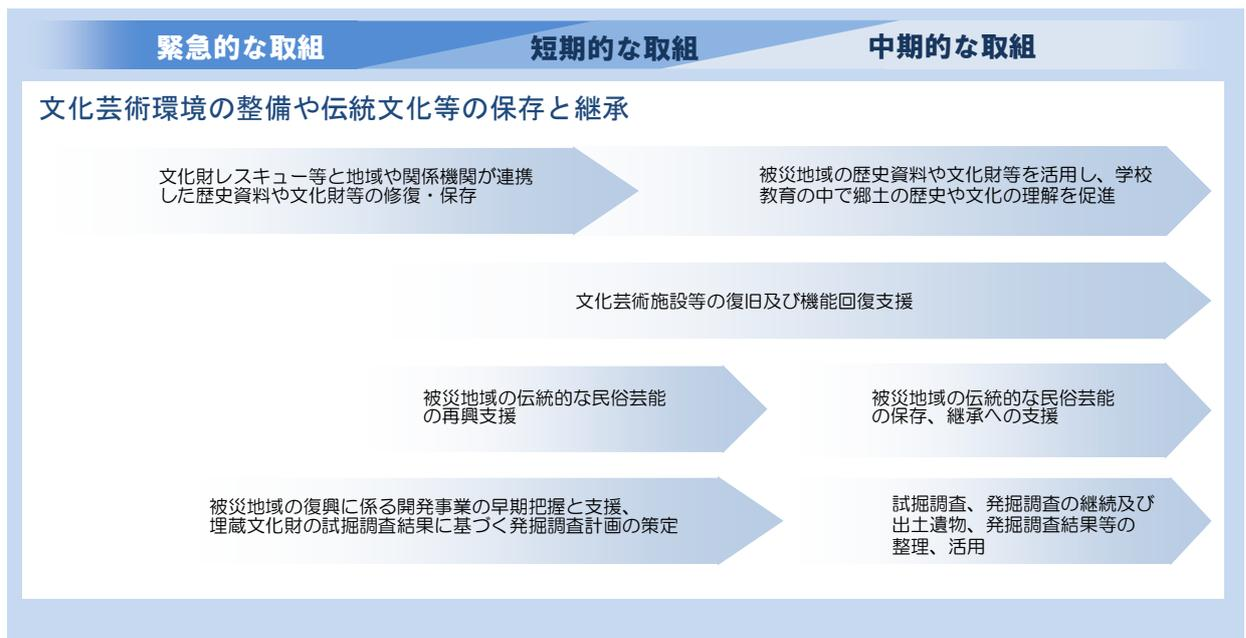 緊急的な取組
短期的な取組
中期的な取組
文化芸術環境の整備や伝統文化等の保存と継承
文化財レスキュー等と地域や関係機関が連携
した歴史資料や文化財等の修復・保存
被災地域の歴史資料や文化財等を活用し、学校
教育の中で郷土の歴史や文化の理解を促進
文化芸術施設等の復旧及び機能回復支援
被災地域の伝統的な民俗芸能
の再興支援
被災地域の伝統的な民俗芸能
の保存、継承への支援
被災地域の復興に係る開発事業の早期把握と支援、
埋蔵文化財の試掘調査結果に基づく発掘調査計画の策定
試掘調査、発掘調査の継続及び
出土遺物、発掘調査結果等の
整理、活用